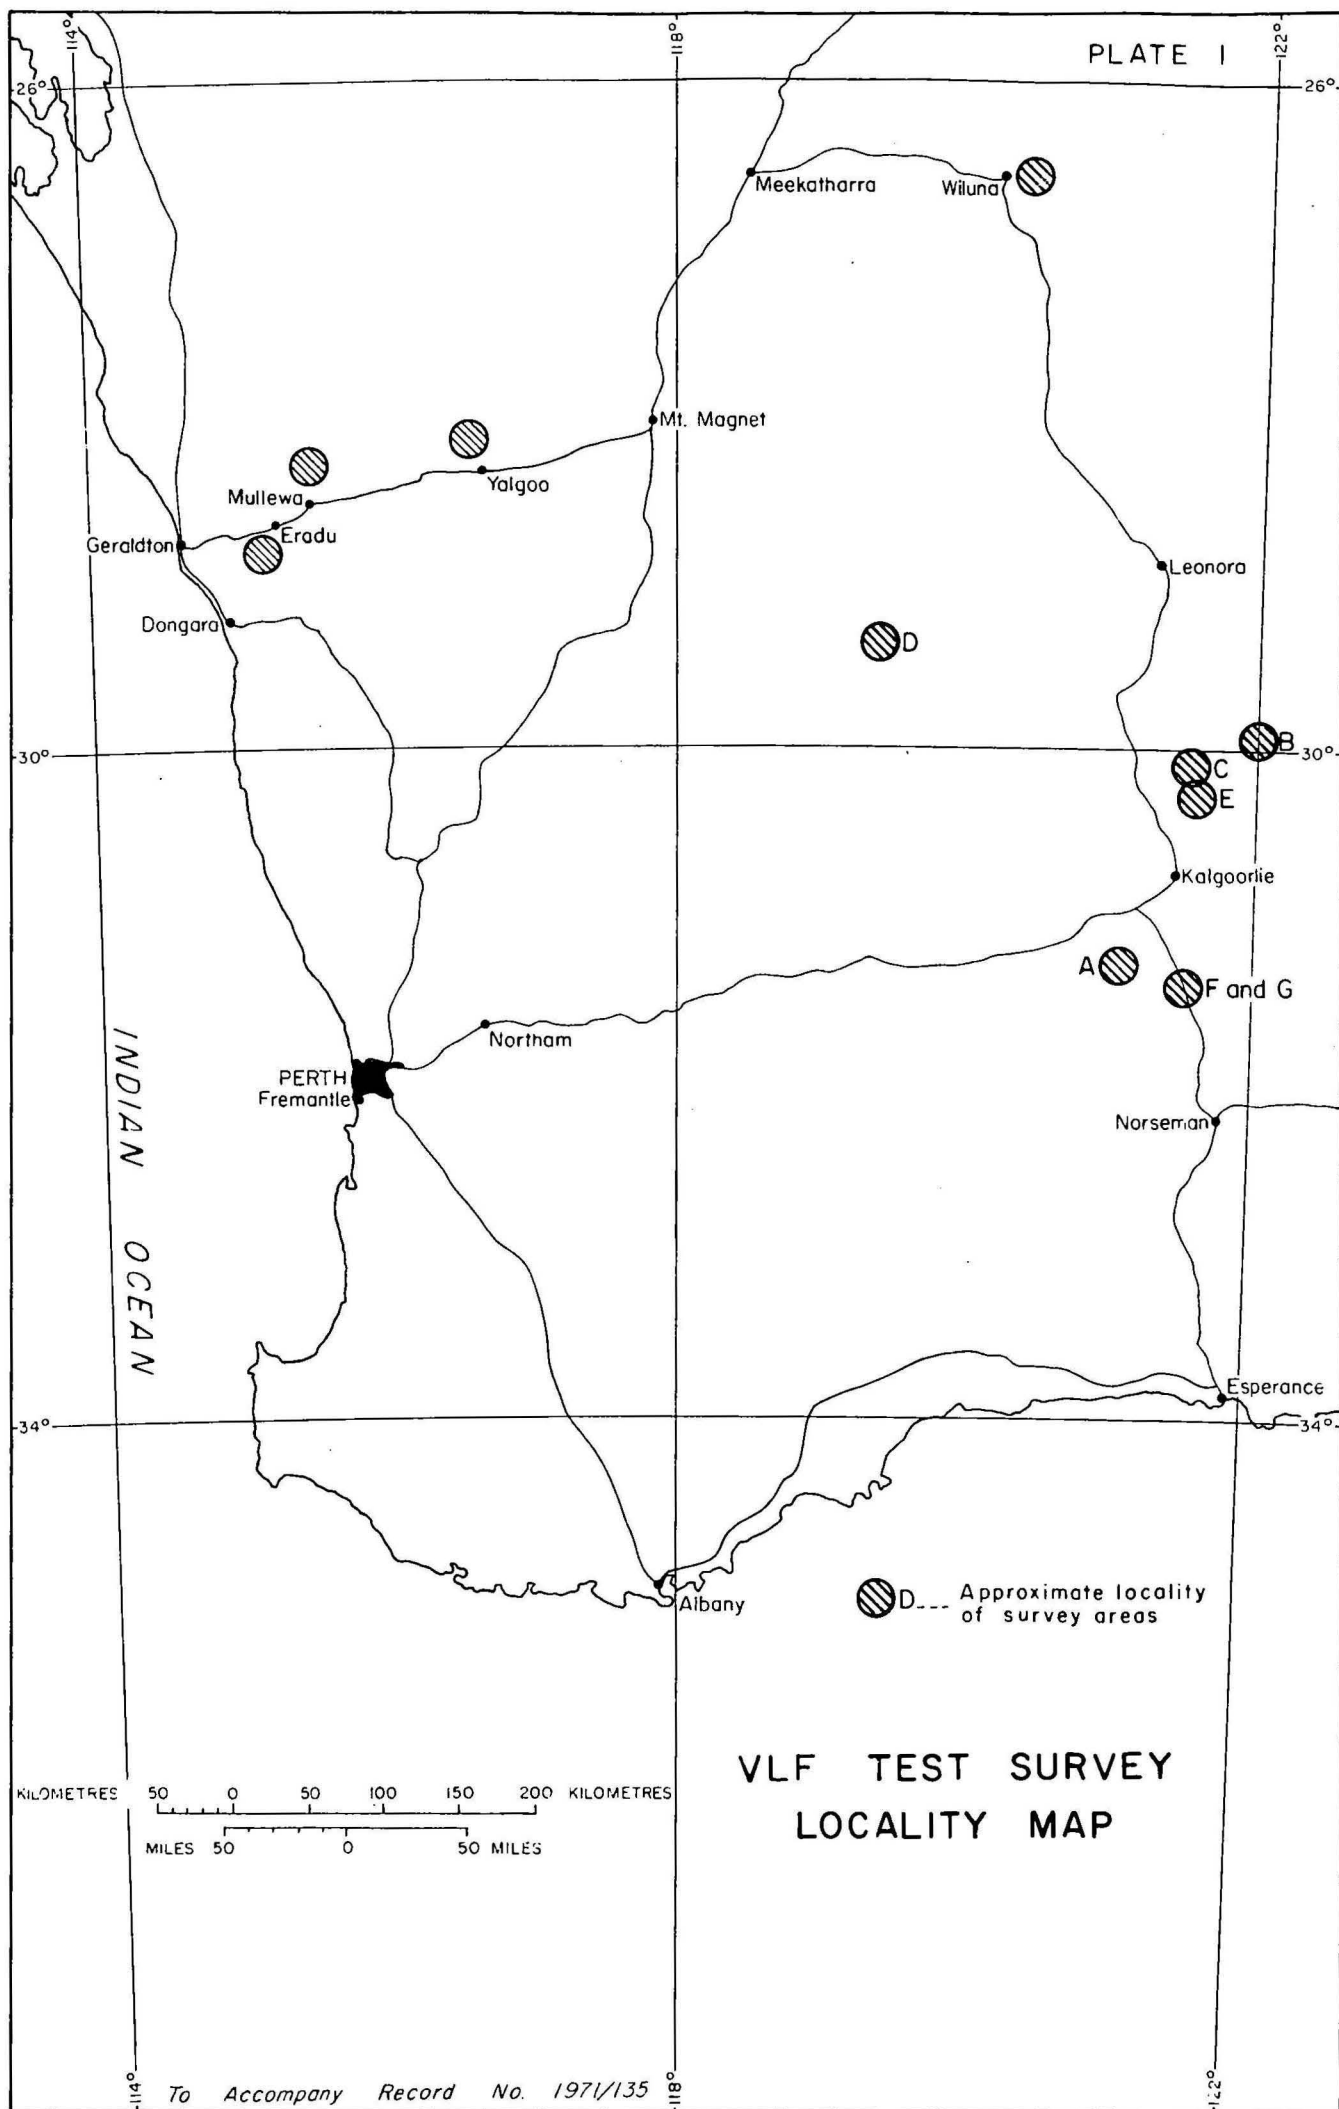 PLATE 1
114°
118°
122°
26°
26°
Meekatharra
Wiluna
Mt. Magnet
Yalgoo
Mullewa
Eradu
Geraldton
Leonora
Dongara
D
B
30°
30°
C
E
Kalgoorlie
A
F and G
Northam
PERTH
Fremantle
Norseman
INDIAN OCEAN
Esperance
34°
34°
Albany
D--- Approximate locality
of survey areas
VLF TEST SURVEY
LOCALITY MAP
KILOMETRES 50 0 50 100 150 200 KILOMETRES
MILES 50 0 50 MILES
114°
118°
122°
To Accompany Record No. 1971/135